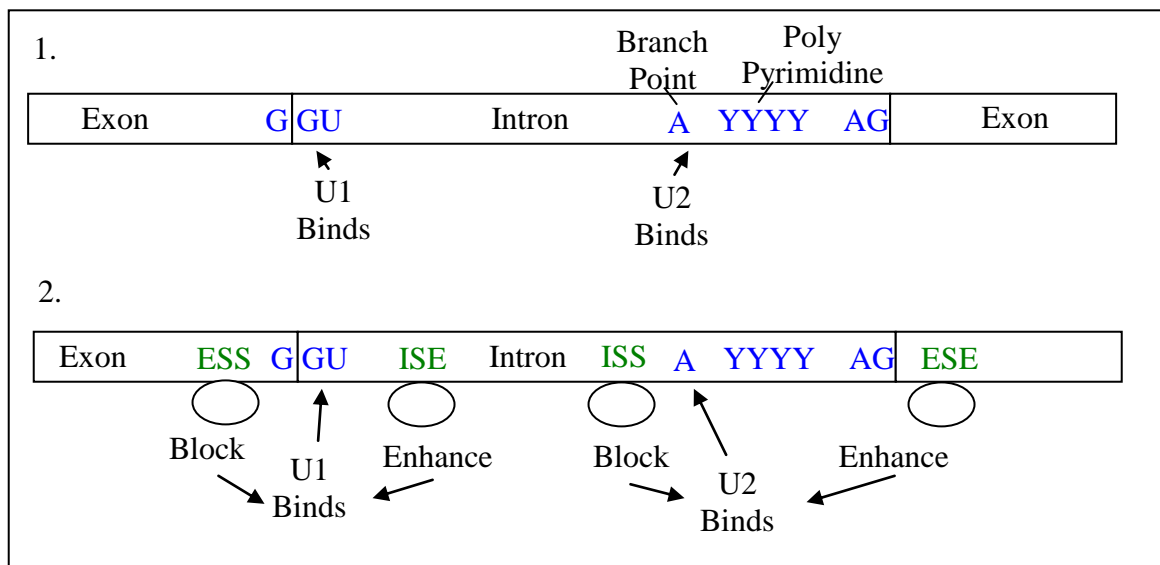 1.
Branch Point
Poly Pyrimidine
Exon G GU Intron A YYYY AG Exon
U1 Binds
U2 Binds
2.
Exon ESS G GU ISE Intron ISS A YYYY AG ESE
Block
U1 Binds
Enhance
Block
U2 Binds
Enhance